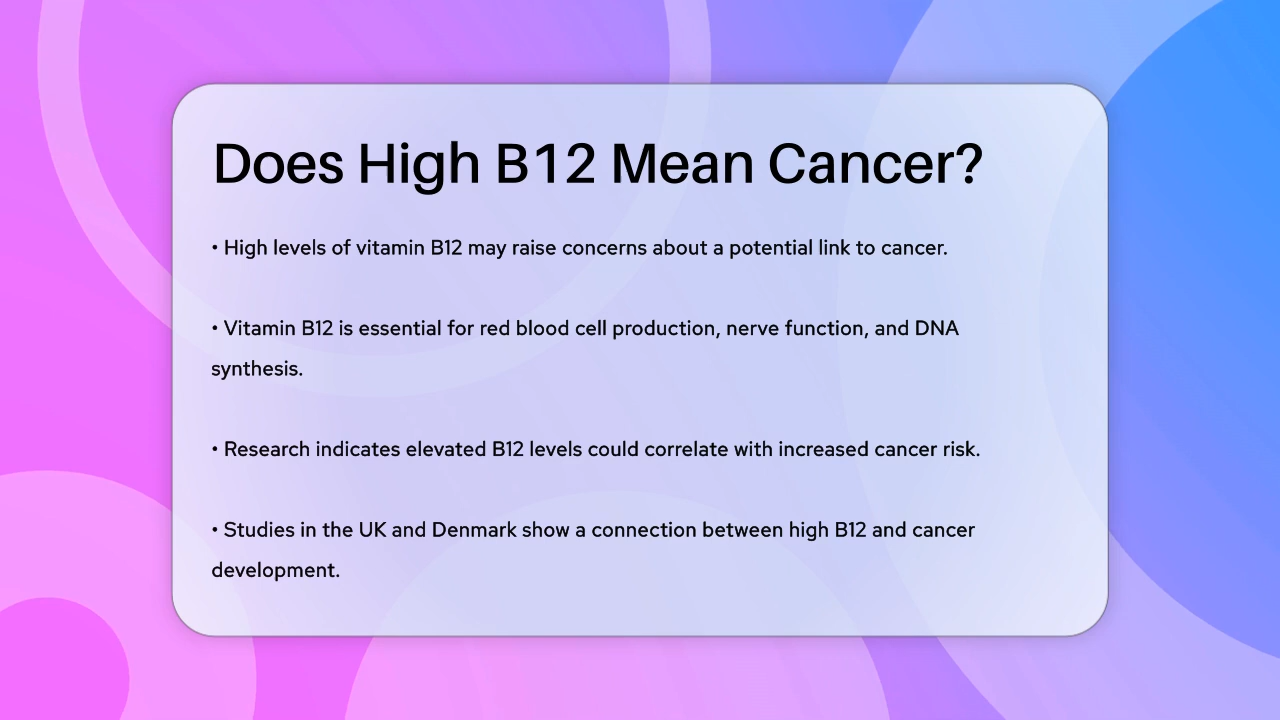 Does High B12 Mean Cancer?
• High levels of vitamin B12 may raise concerns about a potential link to cancer.
• Vitamin B12 is essential for red blood cell production, nerve function, and DNA
synthesis.
• Research indicates elevated B12 levels could correlate with increased cancer risk.
• Studies in the UK and Denmark show a connection between high B12 and cancer
development.